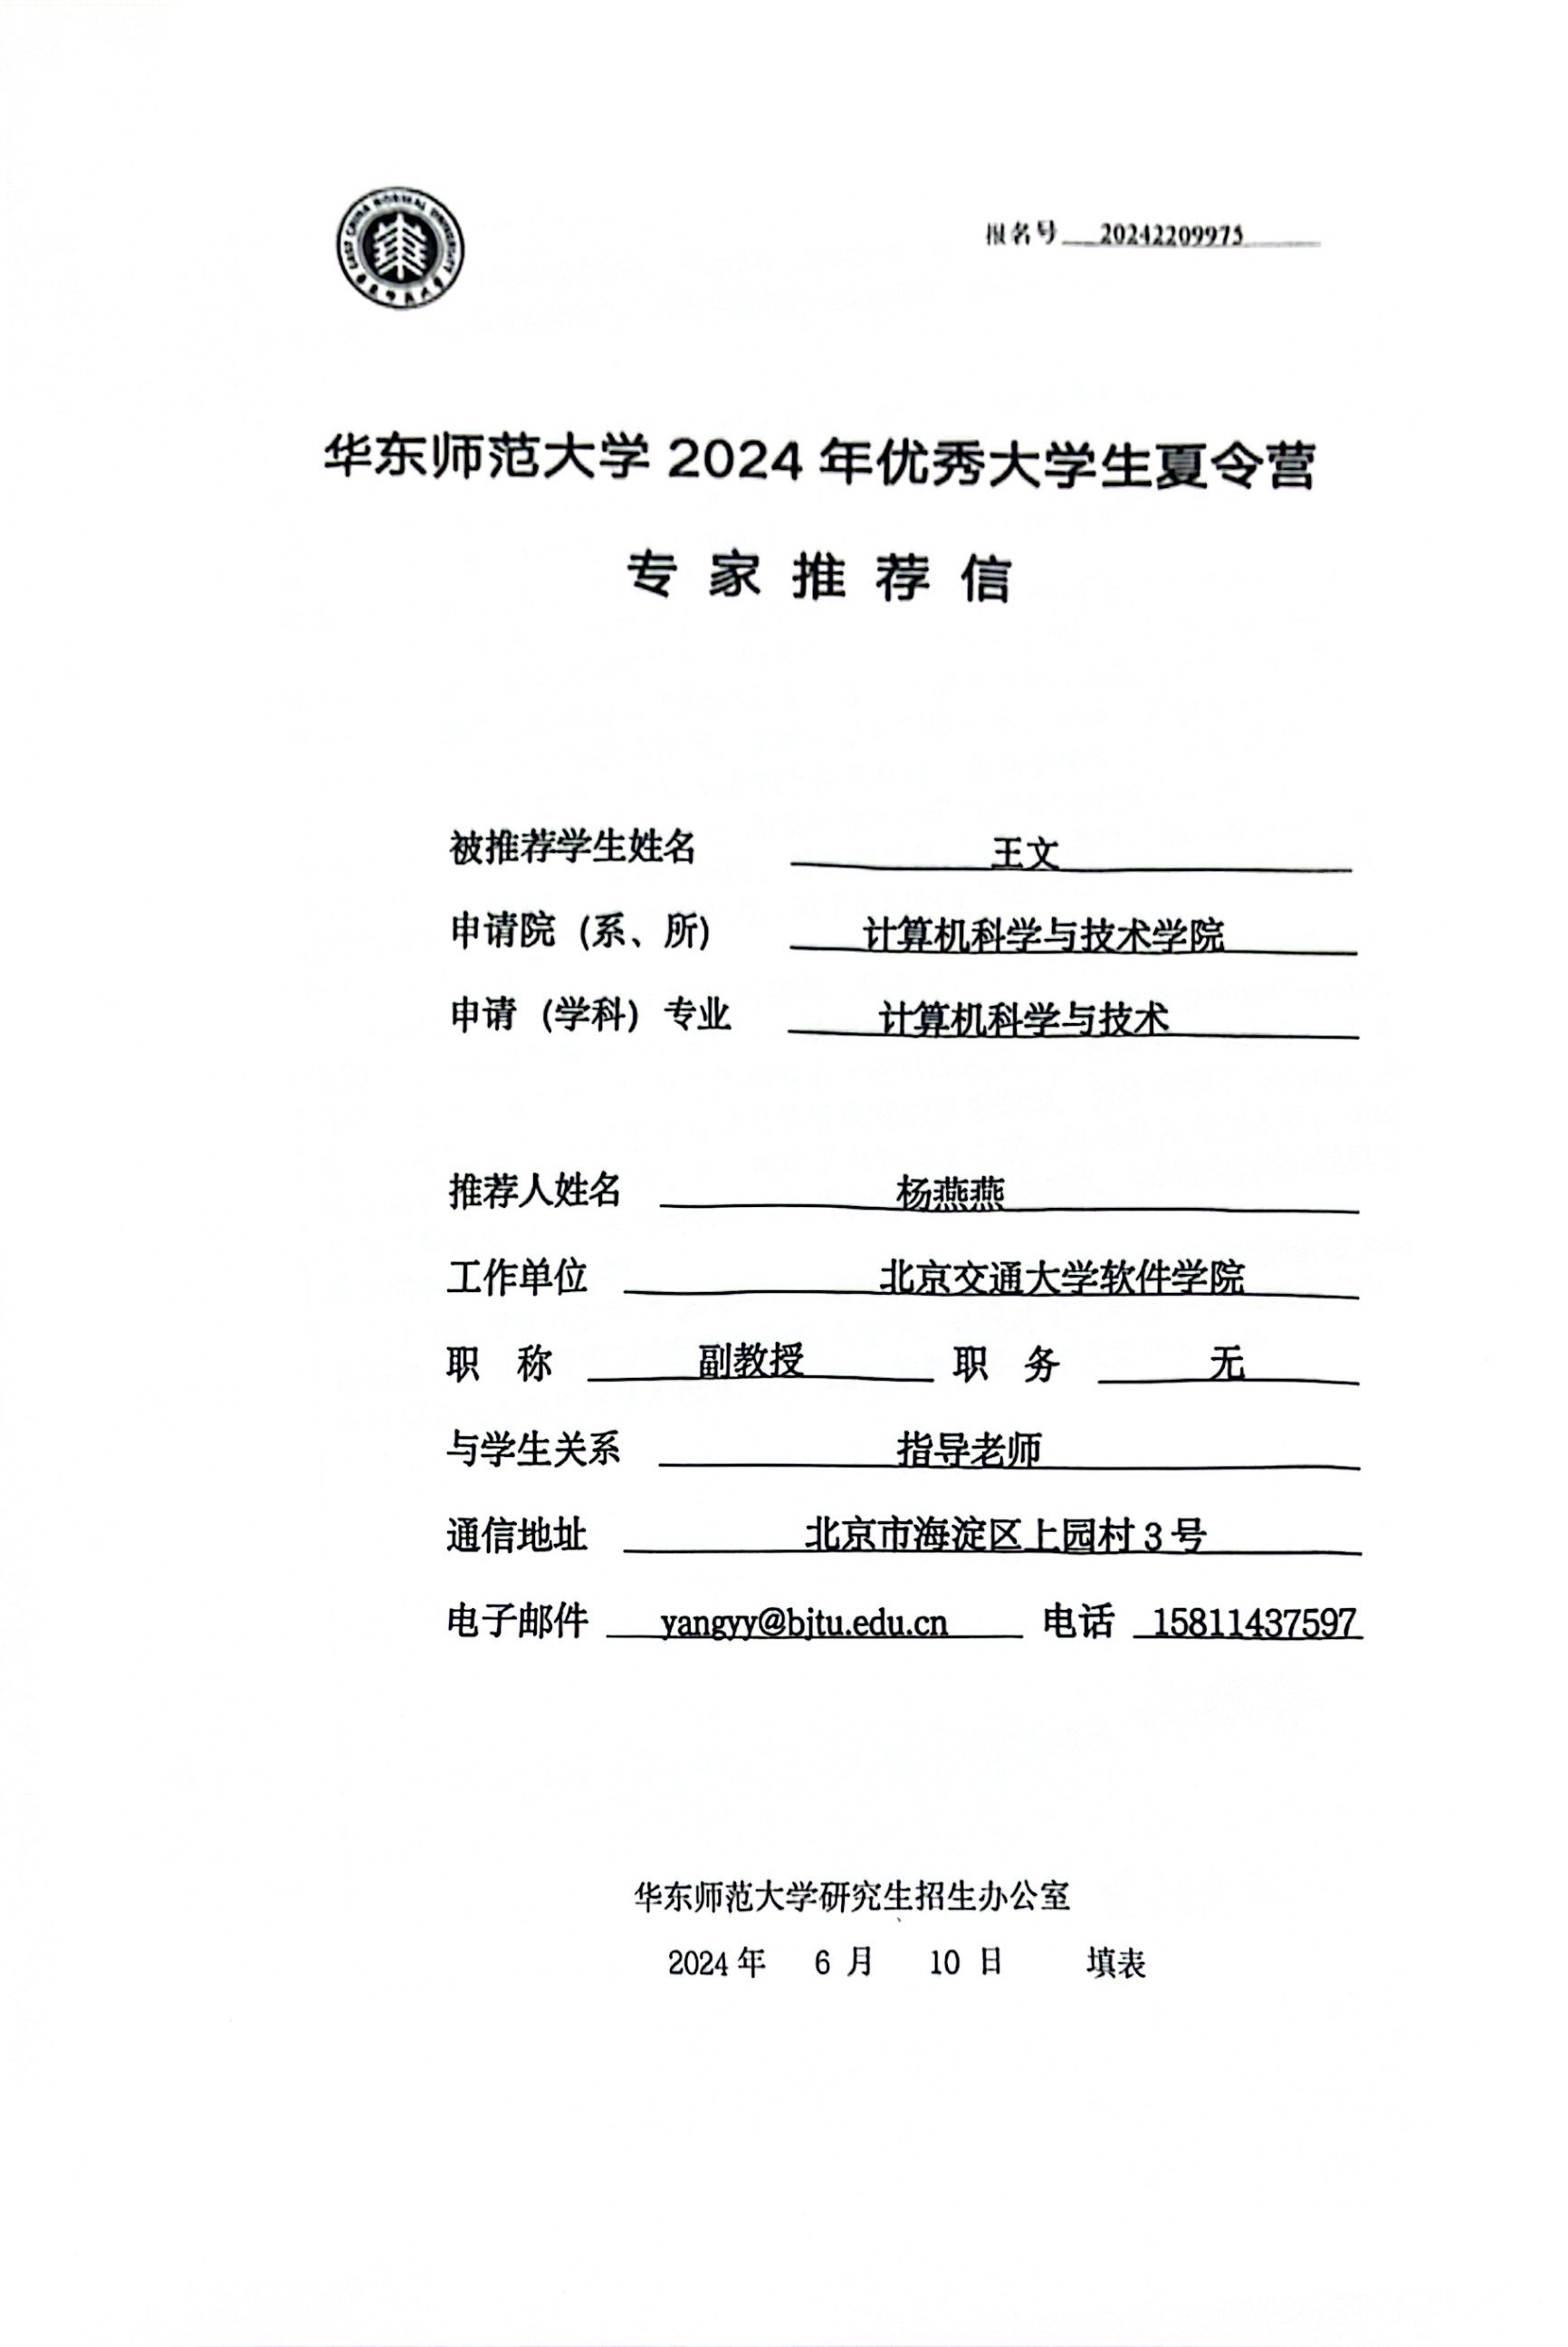 EAST CHINA NORMAL UNIVERSITY
华东师范大学
报名号 20242209975
华东师范大学 2024 年优秀大学生夏令营
专 家 推 荐 信
被推荐学生姓名 王文
申请院（系、所） 计算机科学与技术学院
申请（学科）专业 计算机科学与技术
推荐人姓名 杨燕燕
工作单位 北京交通大学软件学院
职 称 副教授 职 务 无
与学生关系 指导老师
通信地址 北京市海淀区上园村 3 号
电子邮件 yangyy@bjtu.edu.cn 电话 15811437597
华东师范大学研究生招生办公室
2024 年 6 月 10 日 填表